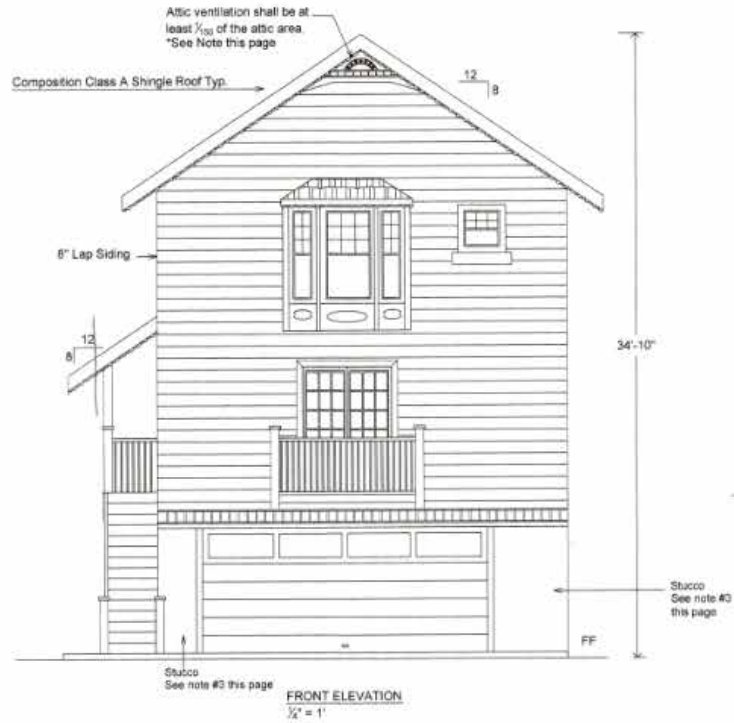 Attic ventilation shall be at
least 1/150 of the attic area.
*See Note this page
Composition Class A Shingle Roof Typ.
12
8
6" Lap Siding
12
8
34'-10"
Stucco
See note #3
this page
FF
Stucco
See note #3 this page
FRONT ELEVATION
1/4" = 1'